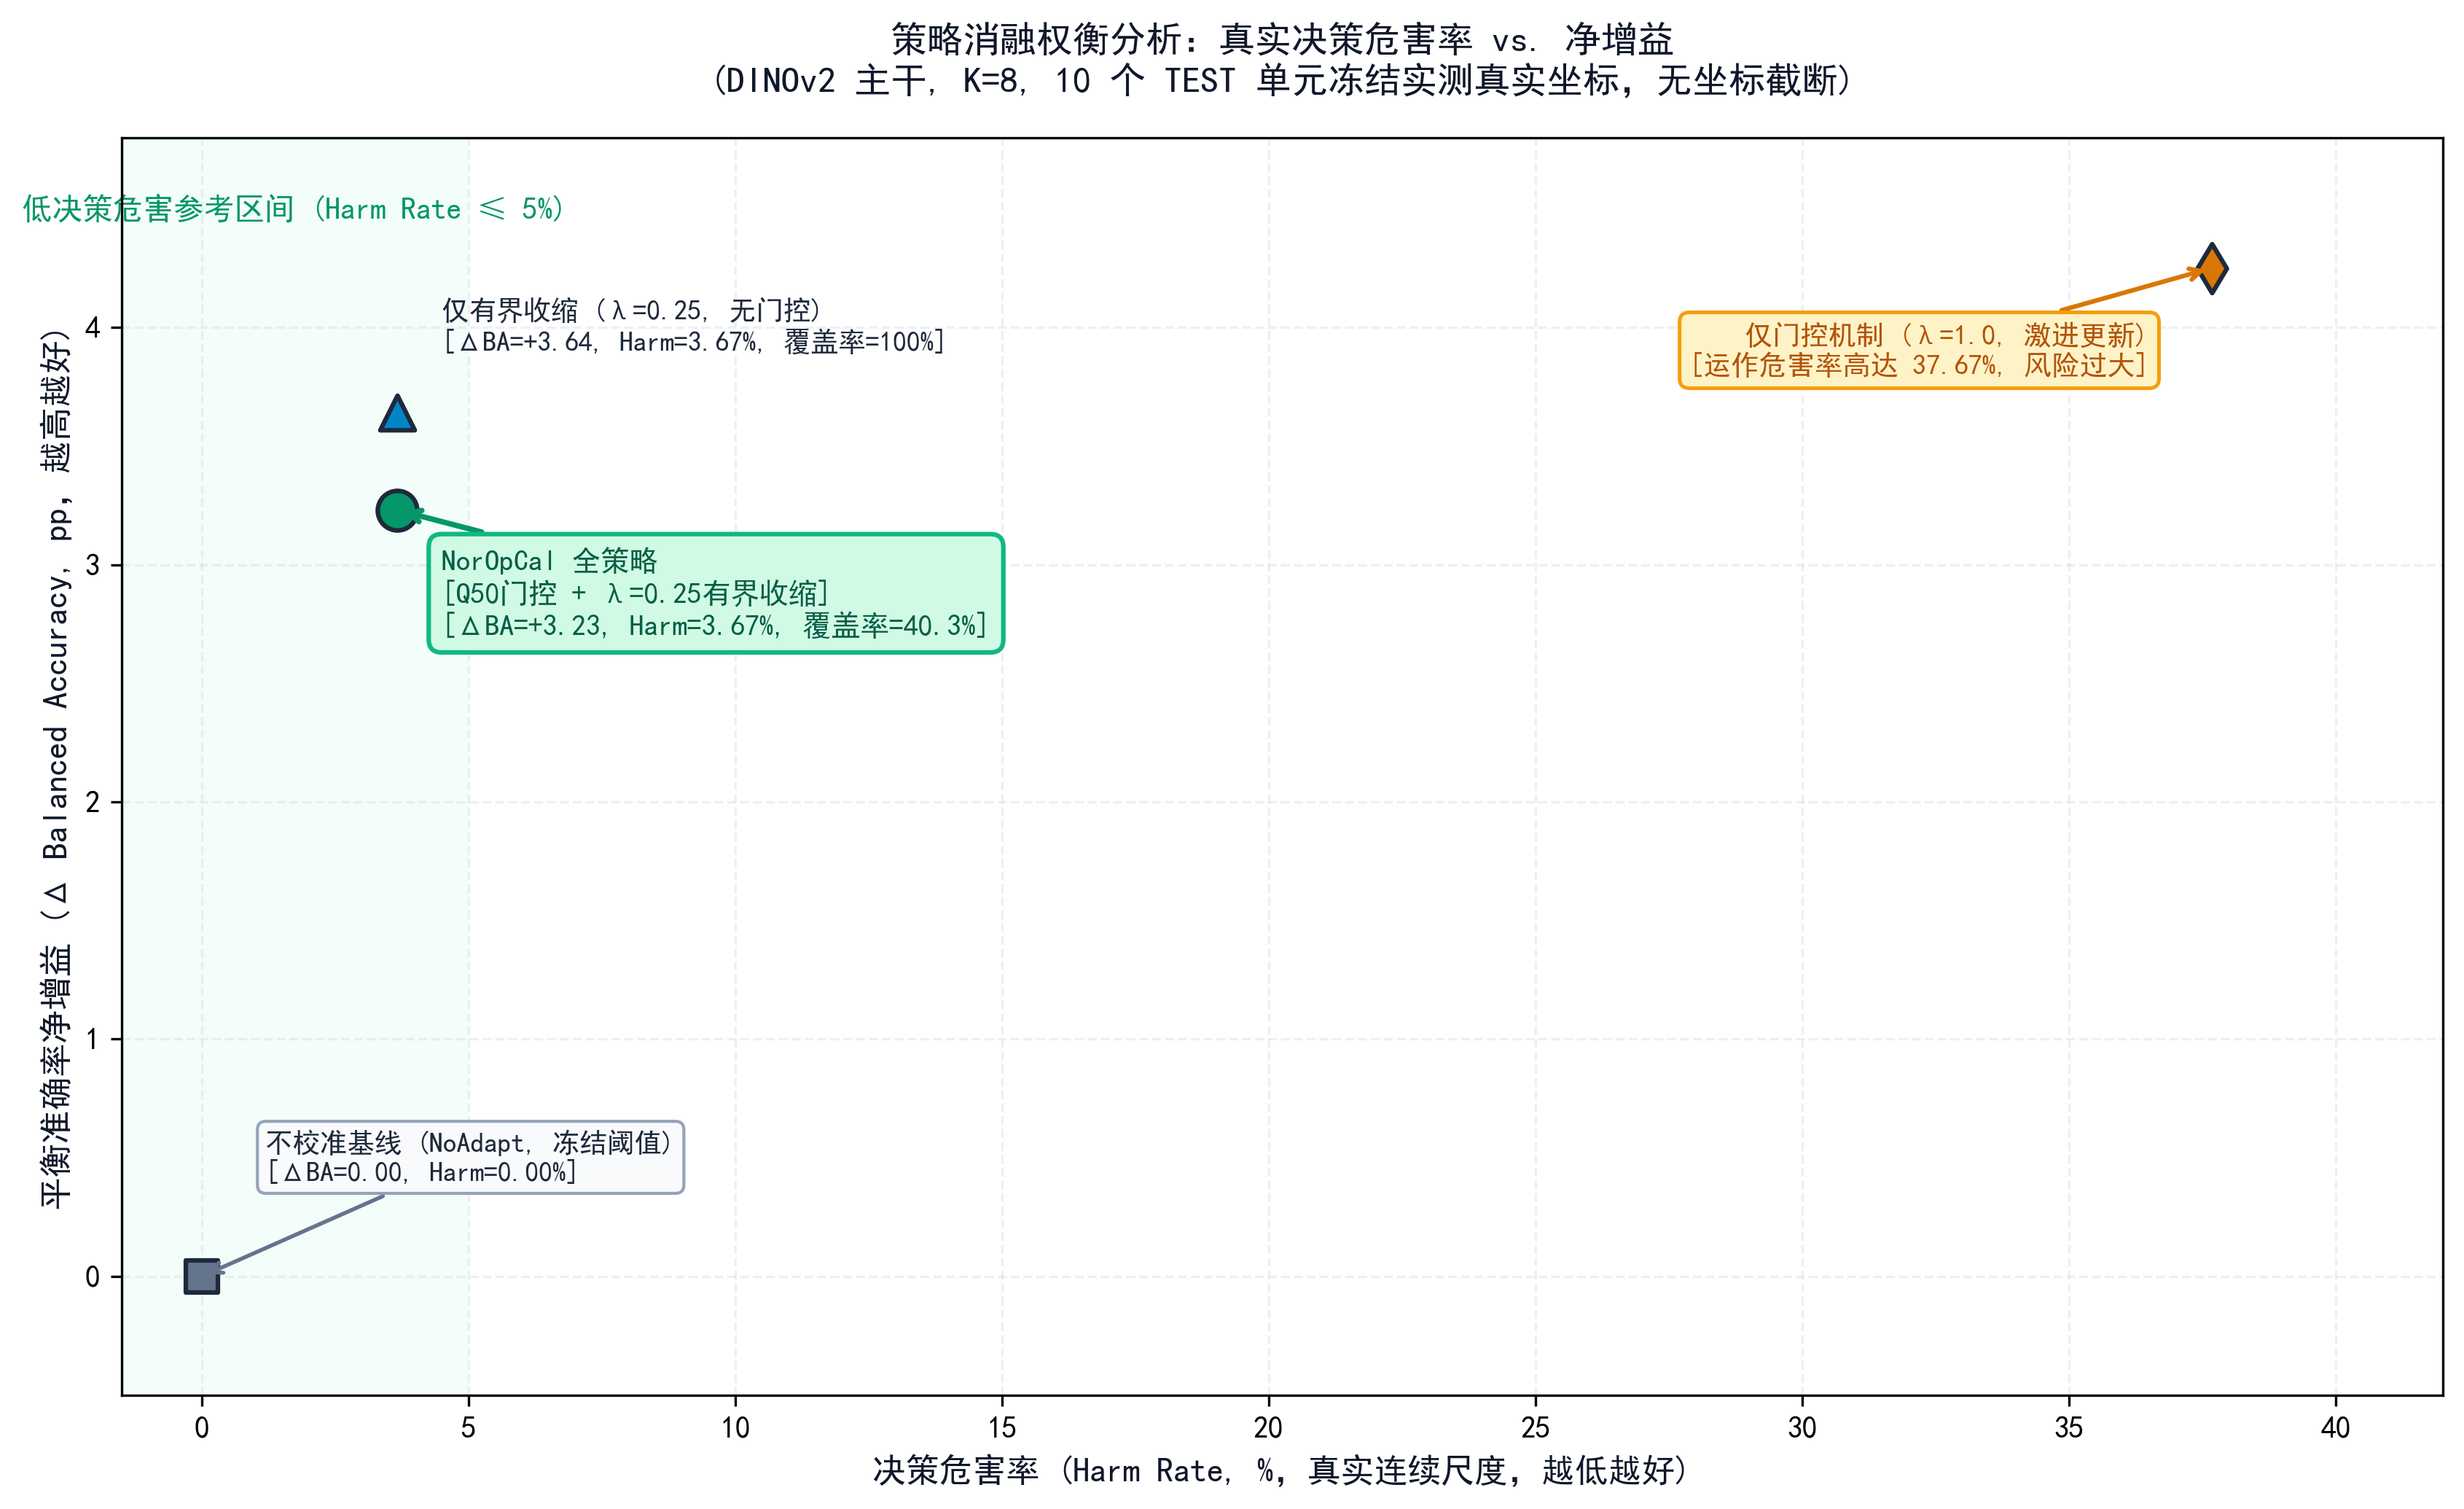 策略消融权衡分析：真实决策危害率 vs. 净增益
(DINOv2 主干, K=8, 10 个 TEST 单元冻结实测真实坐标，无坐标截断)
低决策危害参考区间 (Harm Rate ≤ 5%)
仅有界收缩 (λ=0.25, 无门控)
[ΔBA=+3.64, Harm=3.67%, 覆盖率=100%]
仅门控机制 (λ=1.0, 激进更新)
[运作危害率高达 37.67%, 风险过大]
NorOpCal 全策略
[Q50门控 + λ=0.25有界收缩]
[ΔBA=+3.23, Harm=3.67%, 覆盖率=40.3%]
不校准基线 (NoAdapt, 冻结阈值)
[ΔBA=0.00, Harm=0.00%]
平衡准确率净增益 (Δ Balanced Accuracy, pp，越高越好)
4
3
2
1
0
0 5 10 15 20 25 30 35 40
决策危害率 (Harm Rate, %，真实连续尺度，越低越好)